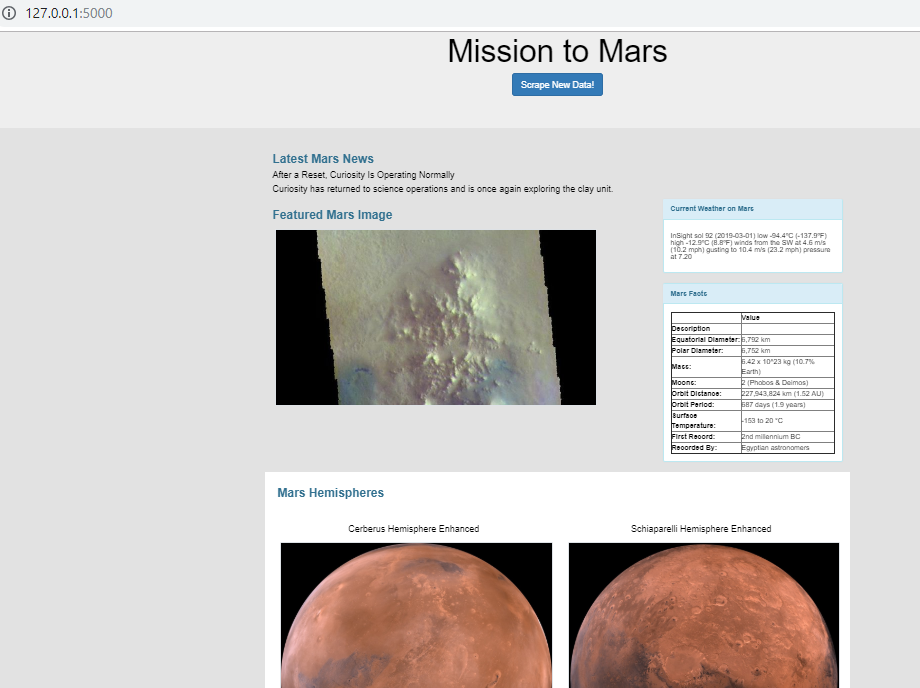 127.0.0.1:5000
Mission to Mars
Scrape New Data!
Latest Mars News
After a Reset, Curiosity Is Operating Normally
Curiosity has returned to science operations and is once again exploring the clay unit.
Featured Mars Image
Current Weather on Mars
InSight sol 92 (2019-03-01) low -94.4ºC (-137.9ºF)
high -12.9ºC (8.8ºF) winds from the SW at 4.6 m/s
(10.2 mph) gusting to 10.4 m/s (23.2 mph) pressure
at 7.20
Mars Facts
Value
Description
Equatorial Diameter: 6,792 km
Polar Diameter: 6,752 km
Mass: 6.42 x 10^23 kg (10.7%
Earth)
Moons: 2 (Phobos & Deimos)
Orbit Distance: 227,943,824 km (1.52 AU)
Orbit Period: 687 days (1.9 years)
Surface
Temperature: -153 to 20 °C
First Record: 2nd millennium BC
Recorded By: Egyptian astronomers
Mars Hemispheres
Cerberus Hemisphere Enhanced
Schiaparelli Hemisphere Enhanced